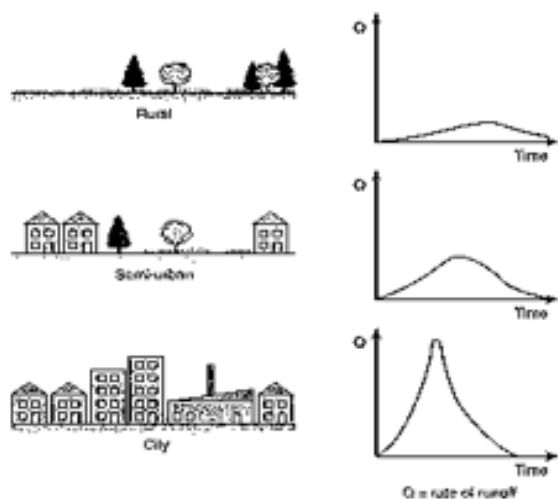 Q
Time
Rural
Q
Time
Semi-urban
Q
Time
City
Q = rate of runoff